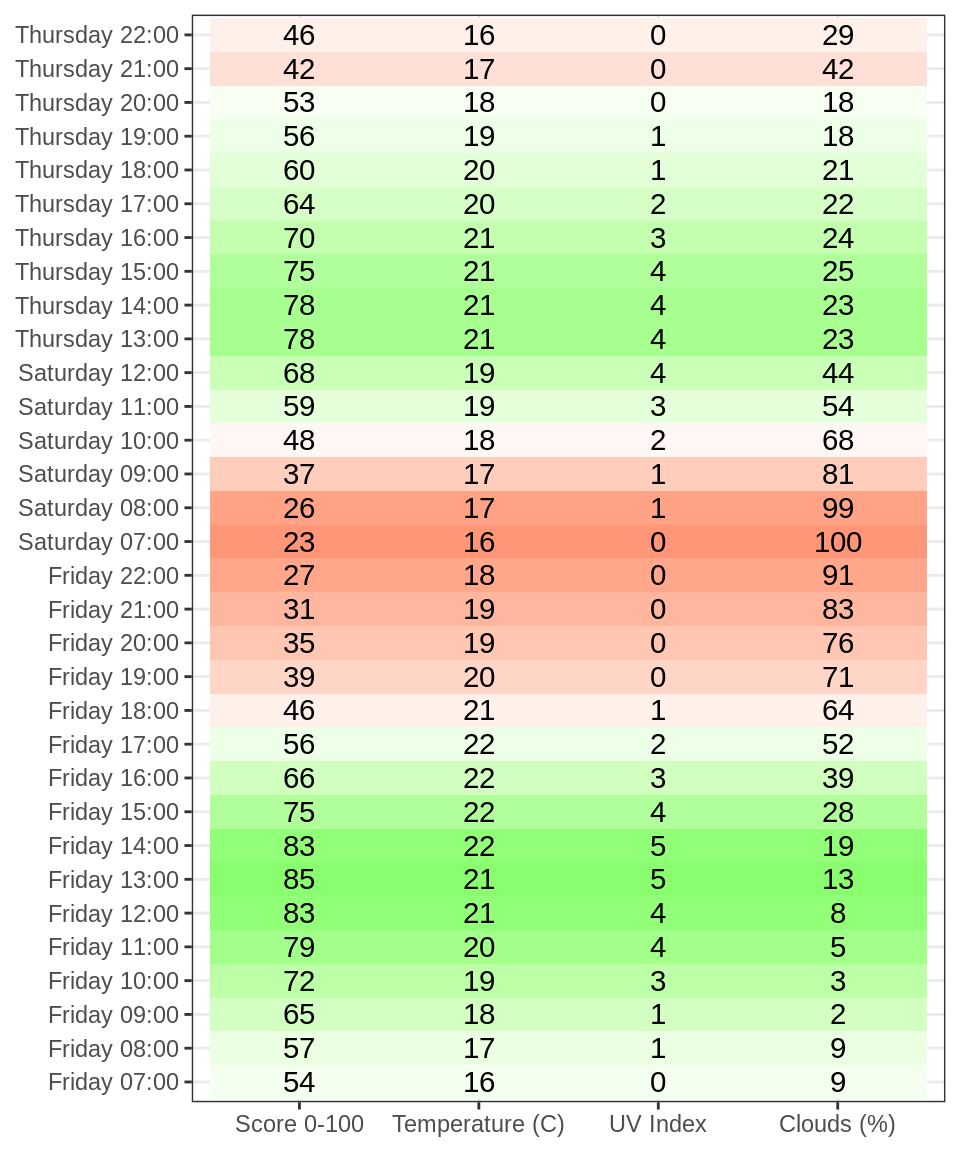 Thursday 22:00 46 16 0 29
Thursday 21:00 42 17 0 42
Thursday 20:00 53 18 0 18
Thursday 19:00 56 19 1 18
Thursday 18:00 60 20 1 21
Thursday 17:00 64 20 2 22
Thursday 16:00 70 21 3 24
Thursday 15:00 75 21 4 25
Thursday 14:00 78 21 4 23
Thursday 13:00 78 21 4 23
Saturday 12:00 68 19 4 44
Saturday 11:00 59 19 3 54
Saturday 10:00 48 18 2 68
Saturday 09:00 37 17 1 81
Saturday 08:00 26 17 1 99
Saturday 07:00 23 16 0 100
Friday 22:00 27 18 0 91
Friday 21:00 31 19 0 83
Friday 20:00 35 19 0 76
Friday 19:00 39 20 0 71
Friday 18:00 46 21 1 64
Friday 17:00 56 22 2 52
Friday 16:00 66 22 3 39
Friday 15:00 75 22 4 28
Friday 14:00 83 22 5 19
Friday 13:00 85 21 5 13
Friday 12:00 83 21 4 8
Friday 11:00 79 20 4 5
Friday 10:00 72 19 3 3
Friday 09:00 65 18 1 2
Friday 08:00 57 17 1 9
Friday 07:00 54 16 0 9
Score 0-100 Temperature (C) UV Index Clouds (%)